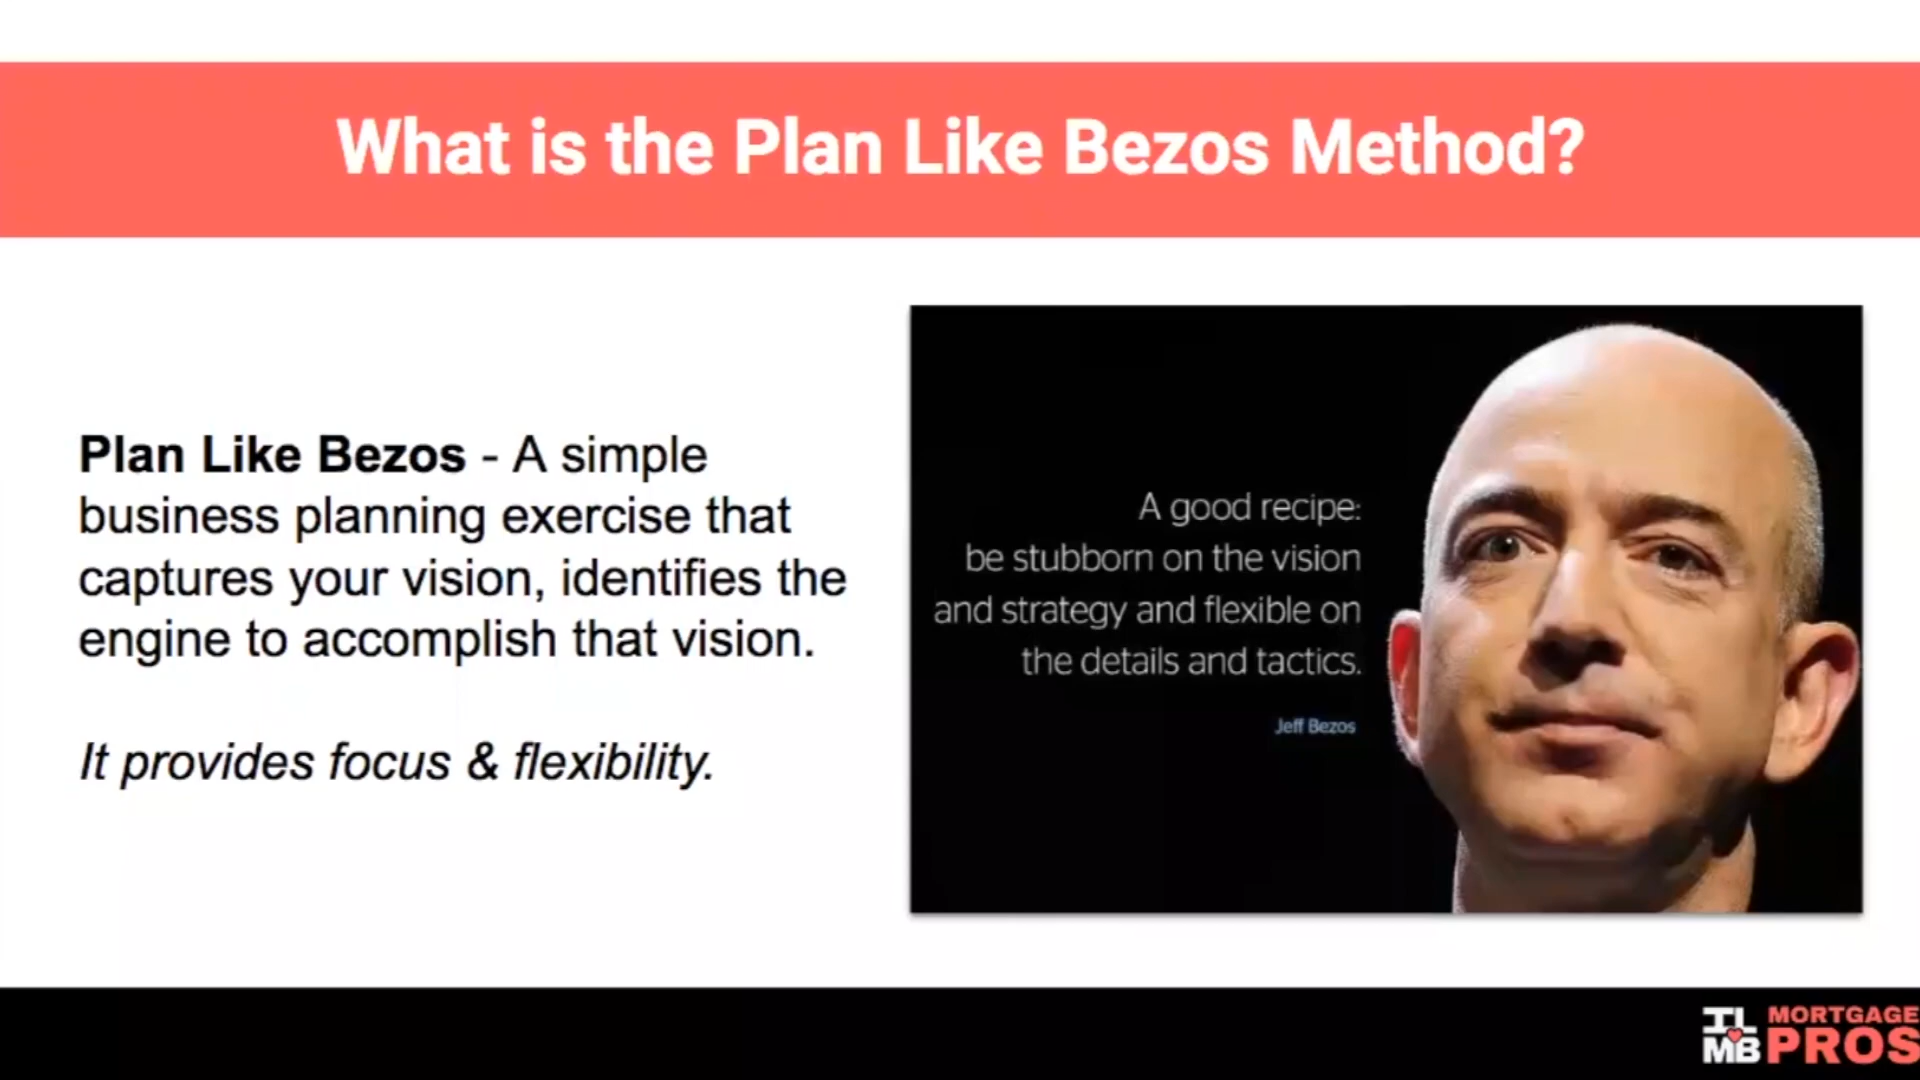 What is the Plan Like Bezos Method?
Plan Like Bezos - A simple
business planning exercise that
captures your vision, identifies the
engine to accomplish that vision.
It provides focus & flexibility.
A good recipe:
be stubborn on the vision
and strategy and flexible on
the details and tactics.
Jeff Bezos
IL
MB
MORTGAGE
PROS